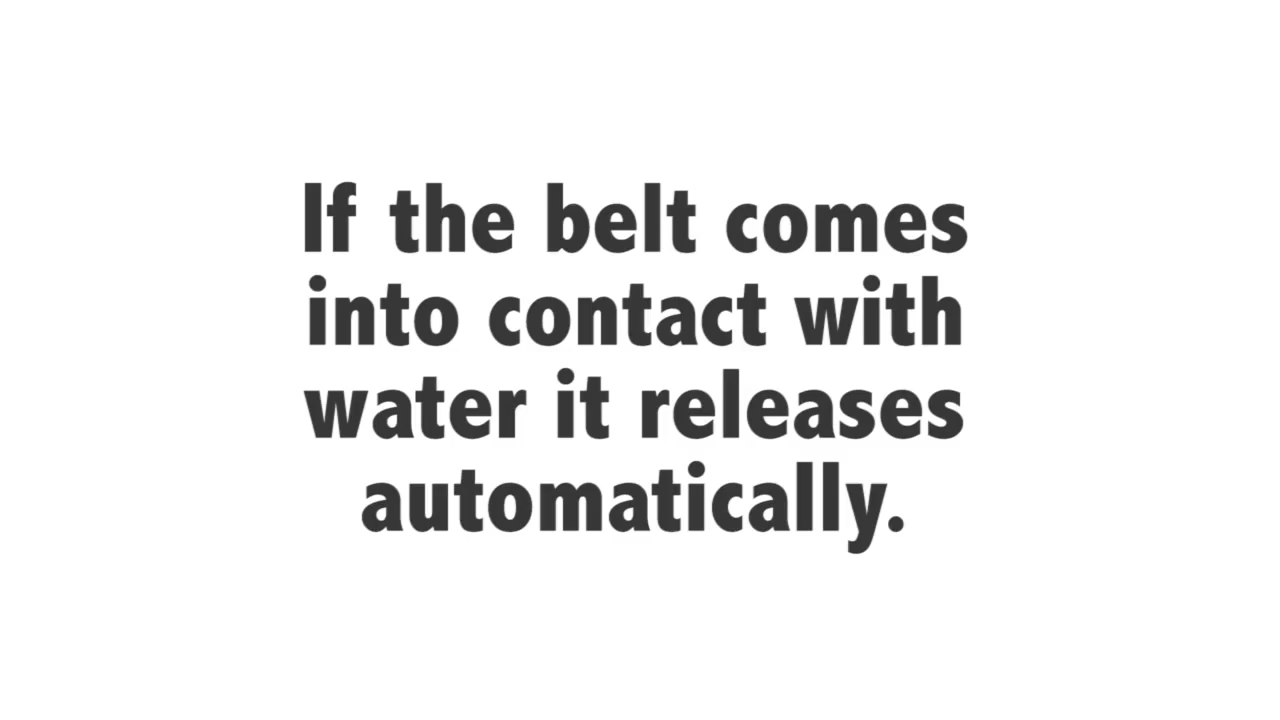 If the belt comes
into contact with
water it releases
automatically.